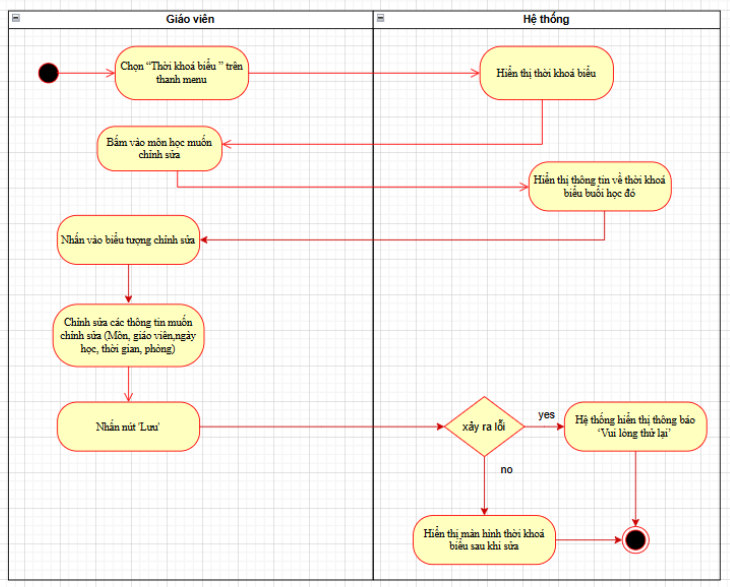 Giáo viên
Hệ thống
Chọn “Thời khoá biểu ” trên
thanh menu
Hiển thị thời khoá biểu
Bấm vào môn học muốn
chỉnh sửa
Hiển thị thông tin về thời khoá
biểu buổi học đó
Nhấn vào biểu tượng chỉnh sửa
Chỉnh sửa các thông tin muốn
chỉnh sửa (Môn, giáo viên,ngày
học, thời gian, phòng)
Nhấn nút 'Lưu'
xảy ra lỗi
yes
Hệ thống hiển thị thông báo
‘Vui lòng thử lại’
no
Hiển thị màn hình thời khoá
biểu sau khi sửa